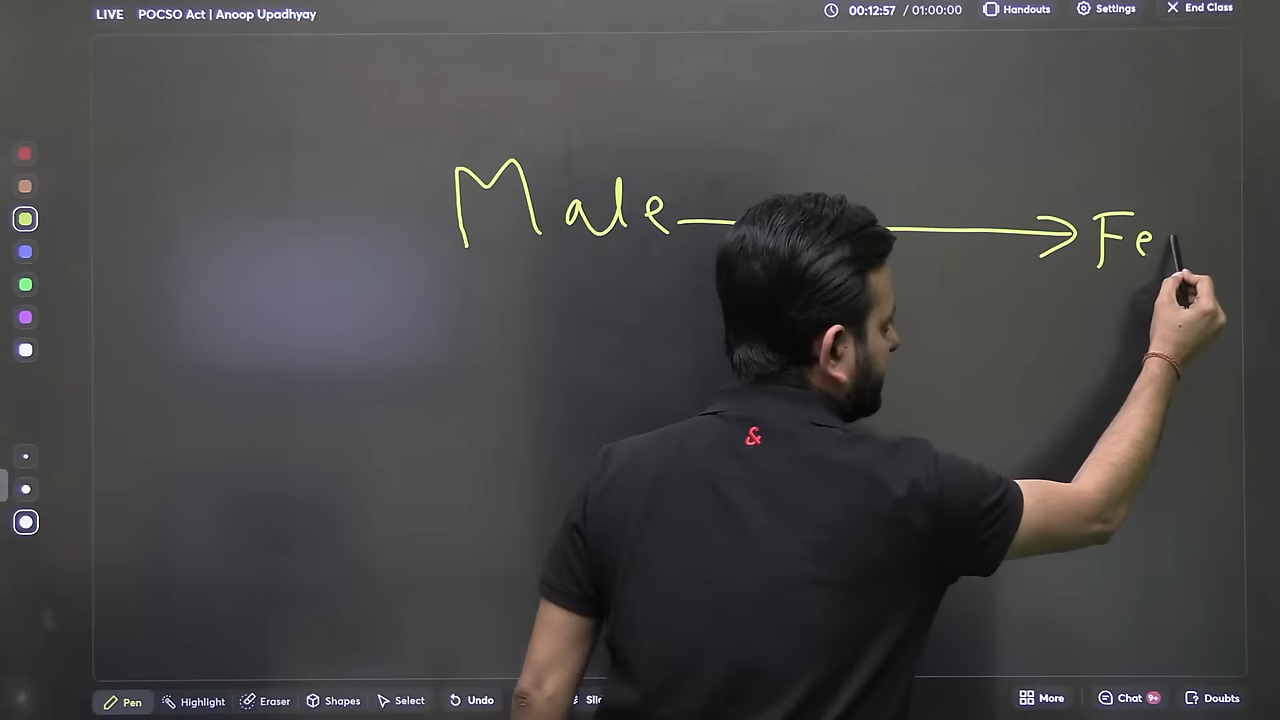 LIVE POCSO Act | Anoop Upadhyay 00:12:57 / 01:00:00 Handouts Settings End Class
Male Fe
&
Pen Highlight Eraser Shapes Select Undo More Chat 9+ Doubts